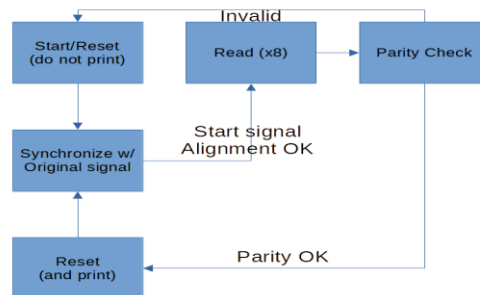 Invalid
Start/Reset
(do not print)
Read (x8)
Parity Check
Start signal
Alignment OK
Synchronize w/
Original signal
Reset
(and print)
Parity OK